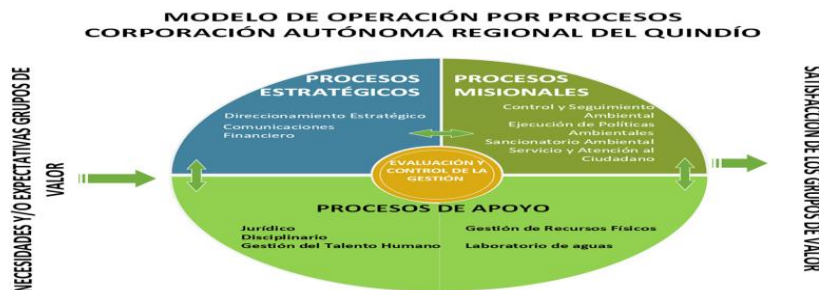 MODELO DE OPERACIÓN POR PROCESOS
CORPORACIÓN AUTÓNOMA REGIONAL DEL QUINDÍO
NECESIDADES Y/O EXPECTATIVAS GRUPOS DE
VALOR
PROCESOS
ESTRATÉGICOS
Direccionamiento Estratégico
Comunicaciones
Financiero
PROCESOS
MISIONALES
Control y Seguimiento
Ambiental
Ejecución de Políticas
Ambientales
Sancionatorio Ambiental
Servicio y Atención al
Ciudadano
EVALUACIÓN Y
CONTROL DE LA
GESTIÓN
PROCESOS DE APOYO
Jurídico
Disciplinario
Gestión del Talento Humano
Gestión de Recursos Físicos
Laboratorio de aguas
SATISFACCION DE LOS GRUPOS DE VALOR